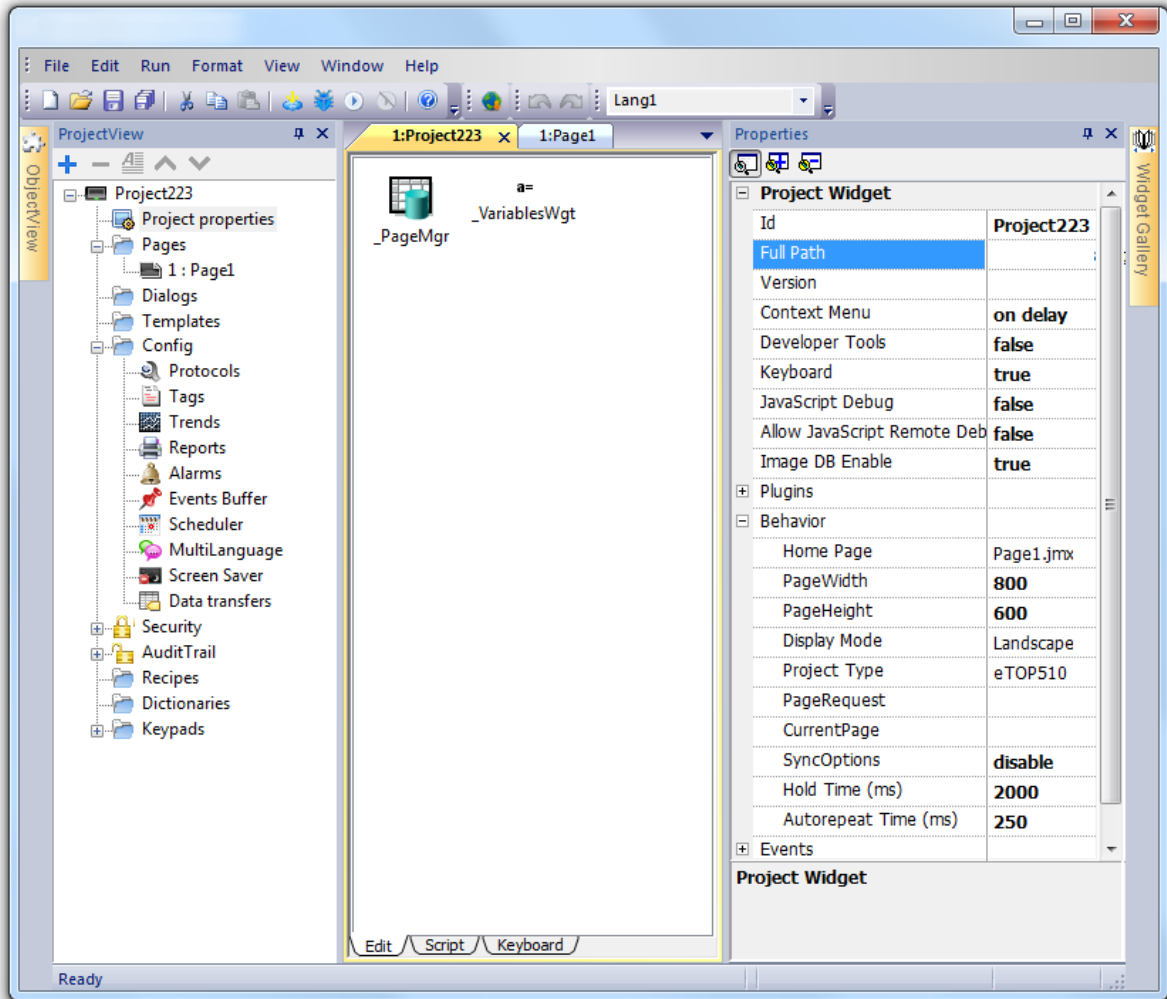 File Edit Run Format View Window Help
Lang1
ObjectView
ProjectView
Project223
Project properties
Pages
1 : Page1
Dialogs
Templates
Config
Protocols
Tags
Trends
Reports
Alarms
Events Buffer
Scheduler
MultiLanguage
Screen Saver
Data transfers
Security
AuditTrail
Recipes
Dictionaries
Keypads
1:Project223 1:Page1
_PageMgr
a=
_VariablesWgt
Edit Script Keyboard
Properties
Project Widget
Id Project223
Full Path
Version
Context Menu on delay
Developer Tools false
Keyboard true
JavaScript Debug false
Allow JavaScript Remote Deb false
Image DB Enable true
Plugins
Behavior
Home Page Page1.jmx
PageWidth 800
PageHeight 600
Display Mode Landscape
Project Type eTOP510
PageRequest
CurrentPage
SyncOptions disable
Hold Time (ms) 2000
Autorepeat Time (ms) 250
Events
Project Widget
Widget Gallery
Ready